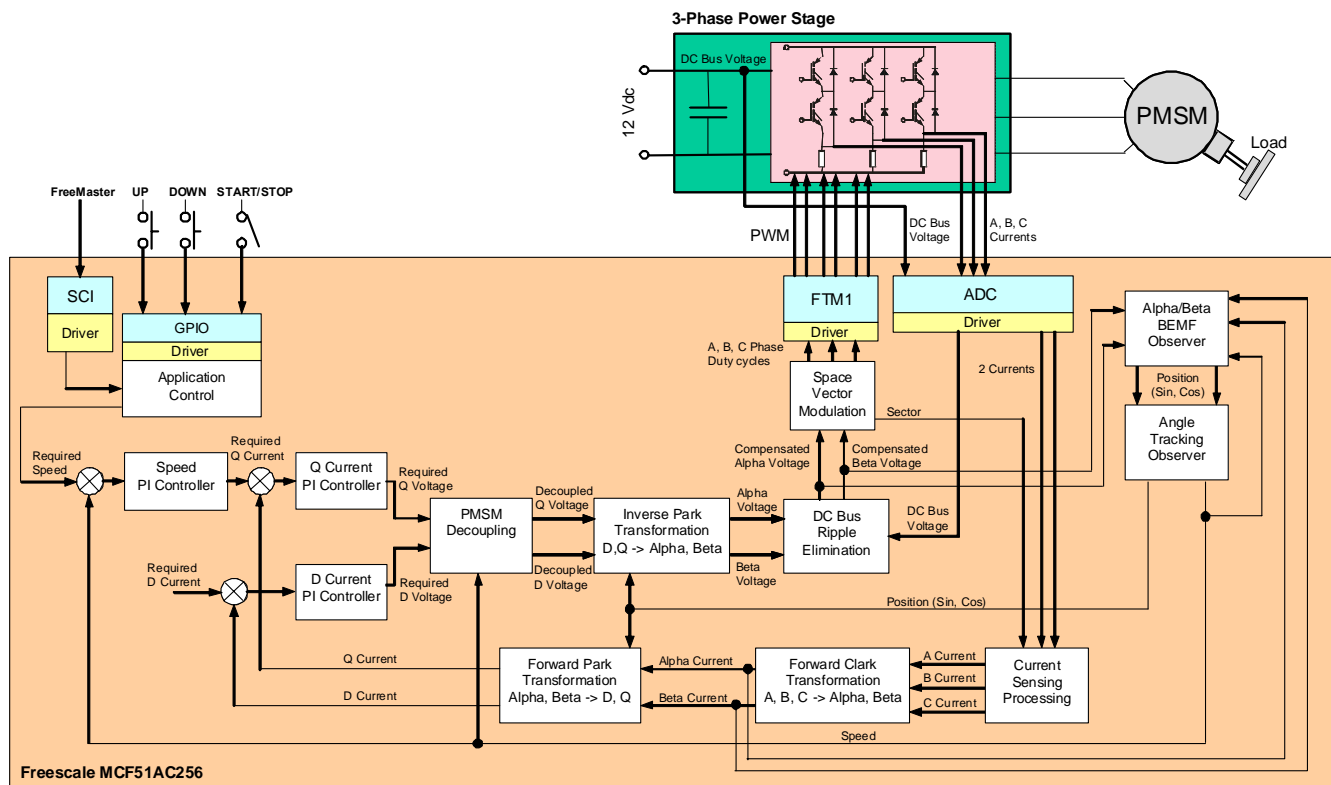 3-Phase Power Stage
DC Bus Voltage
12 Vdc
PMSM
Load
FreeMaster
UP
DOWN
START/STOP
PWM
DC Bus
Voltage
A, B, C
Currents
SCI
Driver
GPIO
Driver
Application
Control
FTM1
Driver
ADC
Driver
Alpha/Beta
BEMF
Observer
A, B, C Phase
Duty cycles
2 Currents
Position
(Sin, Cos)
Space
Vector
Modulation
Sector
Angle
Tracking
Observer
Required
Speed
Speed
PI Controller
Required
Q Current
Q Current
PI Controller
Required
Q Voltage
Compensated
Alpha Voltage
Compensated
Beta Voltage
PMSM
Decoupling
Decoupled
Q Voltage
Inverse Park
Transformation
D,Q -> Alpha, Beta
Alpha
Voltage
DC Bus
Ripple
Elimination
DC Bus
Voltage
Required
D Current
D Current
PI Controller
Required
D Voltage
Decoupled
D Voltage
Beta
Voltage
Position (Sin, Cos)
Q Current
D Current
Forward Park
Transformation
Alpha, Beta -> D, Q
Alpha Current
Beta Current
Forward Clark
Transformation
A, B, C -> Alpha, Beta
A Current
B Current
C Current
Current
Sensing
Processing
Speed
Freescale MCF51AC256